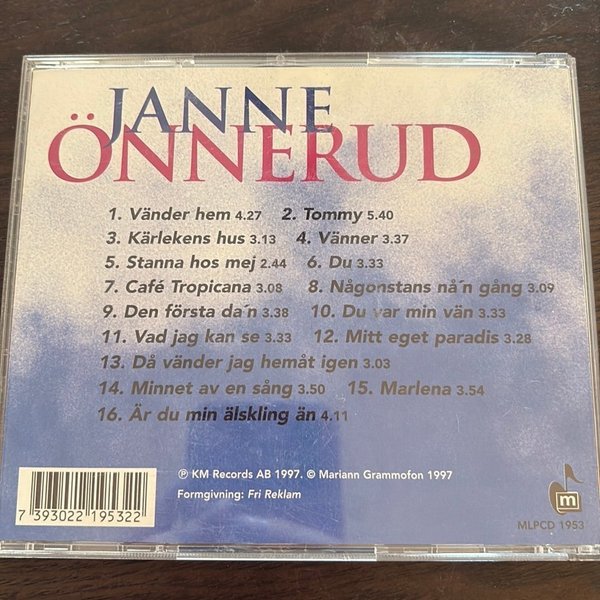 JANNE
ÖNNERUD
1. Vänder hem 4.27 2. Tommy 5.40
3. Kärlekens hus 3.13 4. Vänner 3.37
5. Stanna hos mej 2.44 6. Du 3.33
7. Café Tropicana 3.08 8. Någonstans nå´n gång 3.09
9. Den första da´n 3.38 10. Du var min vän 3.33
11. Vad jag kan se 3.33 12. Mitt eget paradis 3.28
13. Då vänder jag hemåt igen 3.03
14. Minnet av en sång 3.50 15. Marlena 3.54
16. Är du min älskling än 4.11
℗ KM Records AB 1997. © Mariann Grammofon 1997
Formgivning: Fri Reklam
7 393022 195322
m
MLPCD 1953